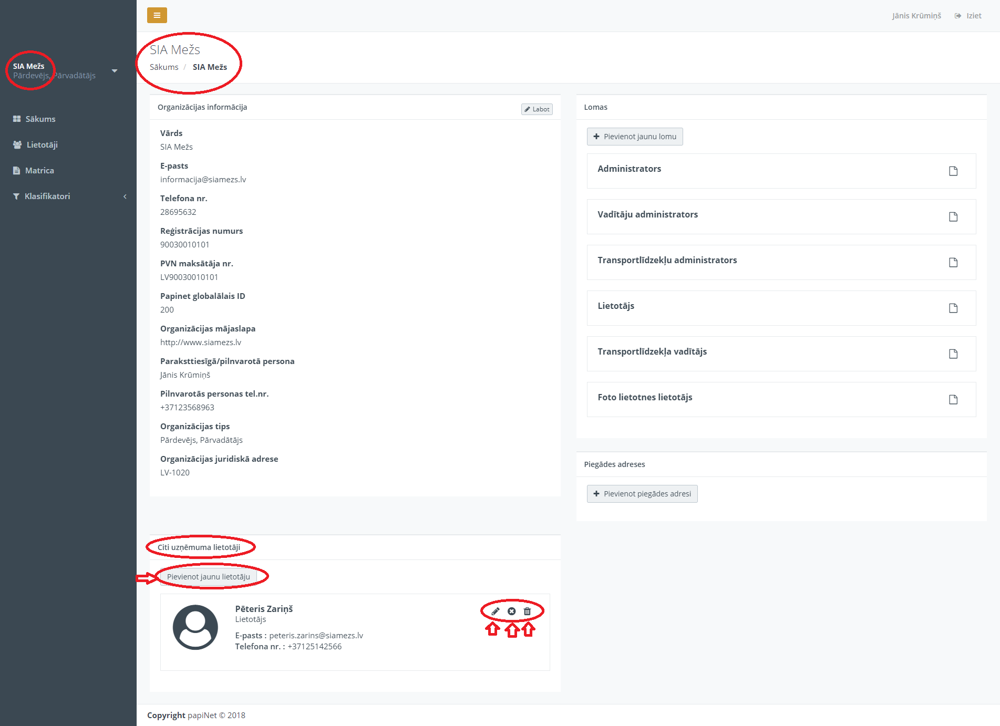 Jānis Krūmiņš Iziet
SIA Mežs
Pārdevējs, Pārvadātājs
Sākums
Lietotāji
Matrica
Klasifikatori
SIA Mežs
Sākums / SIA Mežs
Organizācijas informācija
Labot
Vārds
SIA Mežs
E-pasts
informacija@siamezs.lv
Telefona nr.
28695632
Reģistrācijas numurs
90030010101
PVN maksātāja nr.
LV90030010101
Papinet globalālais ID
200
Organizācijas mājaslapa
http://www.siamezs.lv
Paraksttiesīgā/pilnvarotā persona
Jānis Krūmiņš
Pilnvarotās personas tel.nr.
+37123568963
Organizācijas tips
Pārdevējs, Pārvadātājs
Organizācijas juridiskā adrese
LV-1020
Lomas
Pievienot jaunu lomu
Administrators
Vadītāju administrators
Transportlīdzekļu administrators
Lietotājs
Transportlīdzekļa vadītājs
Foto lietotnes lietotājs
Piegādes adreses
Pievienot piegādes adresi
Citi uzņēmuma lietotāji
Pievienot jaunu lietotāju
Pēteris Zariņš
Lietotājs
E-pasts : peteris.zarins@siamezs.lv
Telefona nr. : +37125142566
Copyright papiNet © 2018